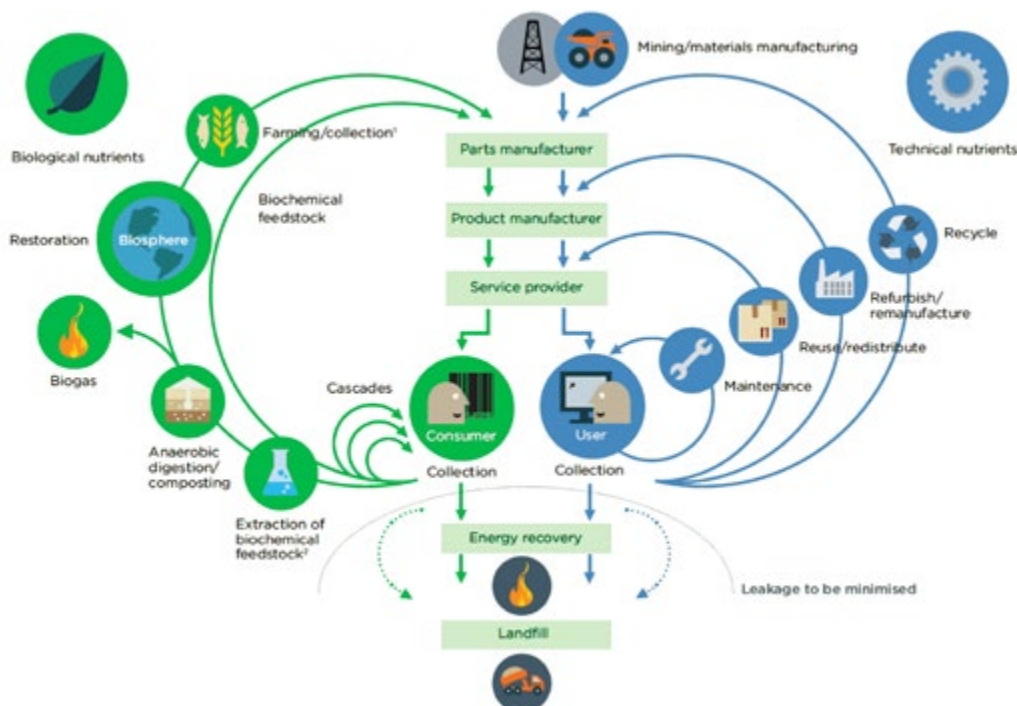 Mining/materials manufacturing
Biological nutrients
Farming/collection¹
Parts manufacturer
Technical nutrients
Biochemical
feedstock
Product manufacturer
Restoration
Biosphere
Recycle
Service provider
Refurbish/
remanufacture
Reuse/redistribute
Biogas
Cascades
Maintenance
Consumer
User
Anaerobic
digestion/
composting
Collection
Collection
Extraction of
biochemical
feedstock²
Energy recovery
Leakage to be minimised
Landfill